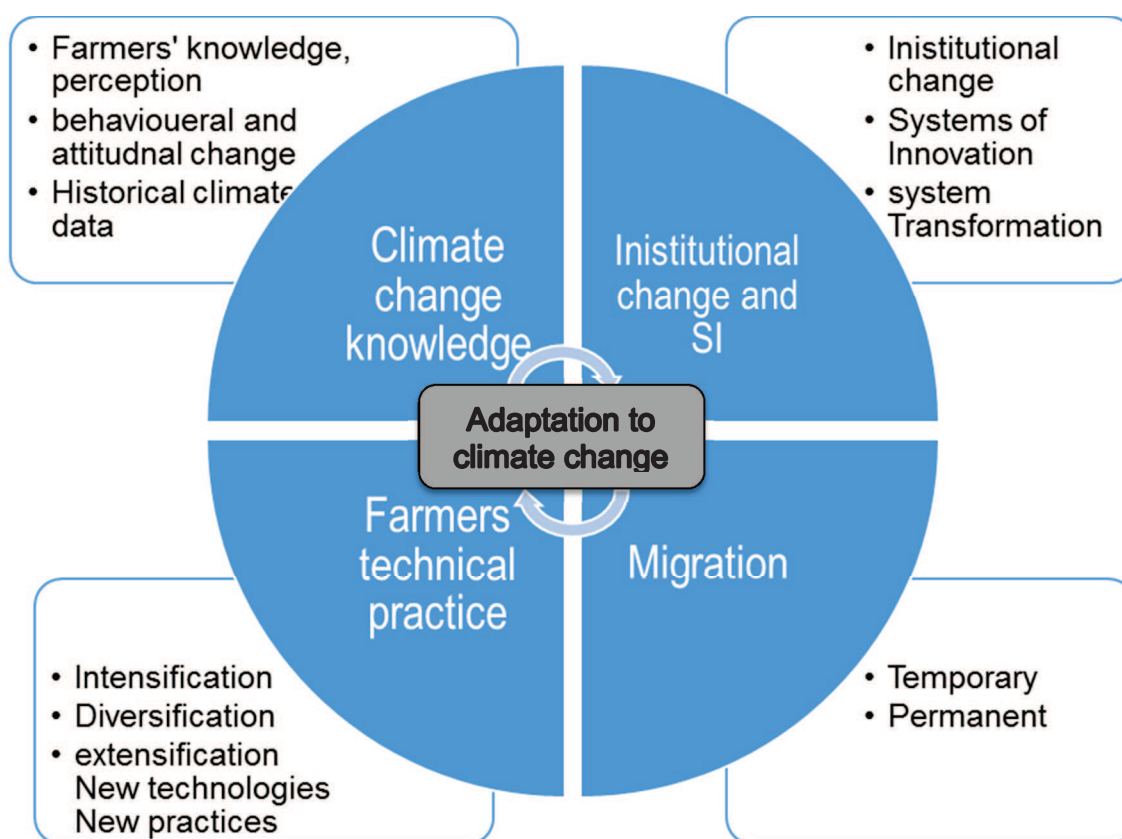 • Farmers' knowledge,
perception
• behavioueral and
attitudnal change
• Historical climate
data
• Inistitutional
change
• Systems of
Innovation
• system
Transformation
Climate
change
knowledge
Inistitutional
change and
SI
Adaptation to
climate change
Farmers
technical
practice
Migration
• Intensification
• Diversification
• extensification
New technologies
New practices
• Temporary
• Permanent